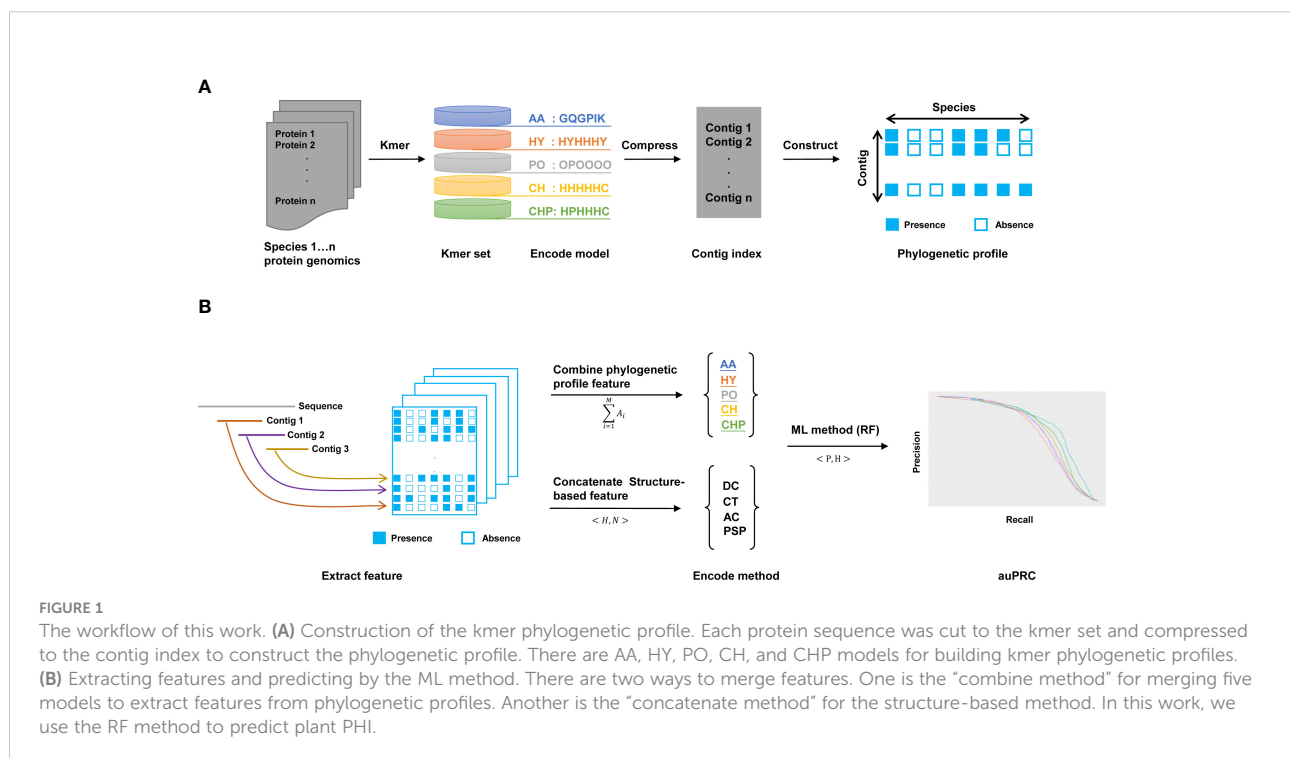 A
Protein 1
Protein 2
Protein n
Species 1...n
protein genomics
Kmer
AA : GQGPIK
HY : HYHHHY
PO : OPOOOO
CH : HHHHHC
CHP: HPHHHC
Kmer set
Encode model
Compress
Contig 1
Contig 2
.
.
.
Contig n
Contig index
Construct
Species
Contig
Presence
Absence
Phylogenetic profile
B
Sequence
Contig 1
Contig 2
Contig 3
.
.
Presence
Absence
Extract feature
Combine phylogenetic
profile feature
M
∑ Ai
i=1
Concatenate Structure-
based feature
< H, N >
AA
HY
PO
CH
CHP
DC
CT
AC
PSP
Encode method
ML method (RF)
< P, H >
Precision
Recall
auPRC
FIGURE 1
The workflow of this work. (A) Construction of the kmer phylogenetic profile. Each protein sequence was cut to the kmer set and compressed
to the contig index to construct the phylogenetic profile. There are AA, HY, PO, CH, and CHP models for building kmer phylogenetic profiles.
(B) Extracting features and predicting by the ML method. There are two ways to merge features. One is the “combine method” for merging five
models to extract features from phylogenetic profiles. Another is the “concatenate method” for the structure-based method. In this work, we
use the RF method to predict plant PHI.